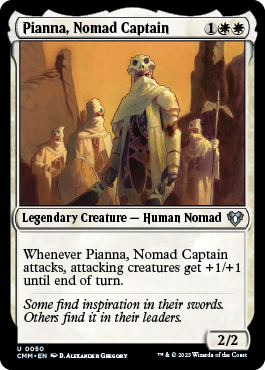 Pianna, Nomad Captain 1
Legendary Creature — Human Nomad
Whenever Pianna, Nomad Captain
attacks, attacking creatures get +1/+1
until end of turn.
Some find inspiration in their swords.
Others find it in their leaders.
2/2
U 0050
CMM • EN D. Alexander Gregory
™ & © 2023 Wizards of the Coast